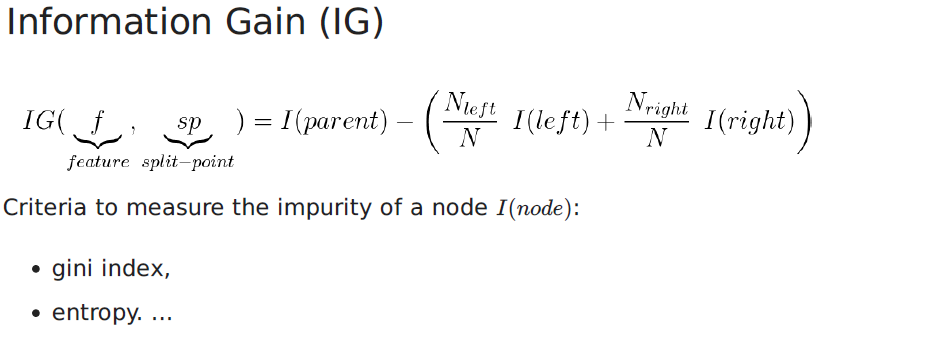 Information Gain (IG)
IG( f , sp ) = I(parent) − ( N_left / N I(left) + N_right / N I(right) )
feature split−point
Criteria to measure the impurity of a node I(node):
• gini index,
• entropy. ...